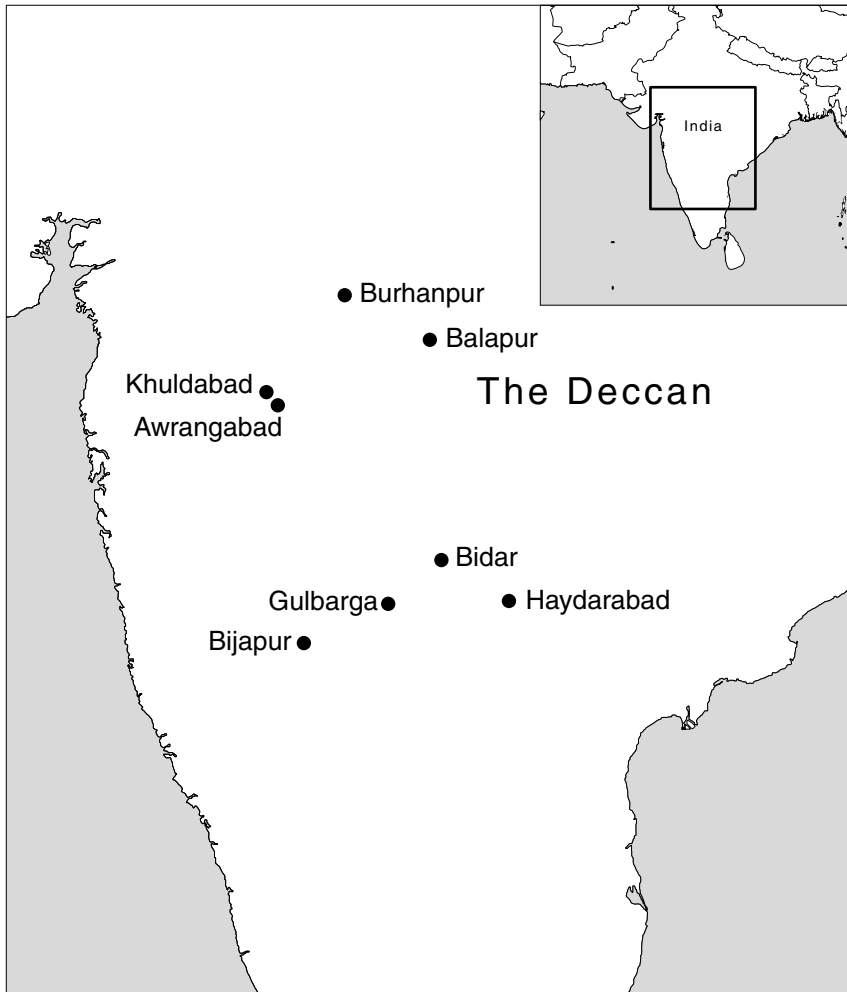 India
Burhanpur
Balapur
Khuldabad
The Deccan
Awrangabad
Bidar
Gulbarga
Haydarabad
Bijapur